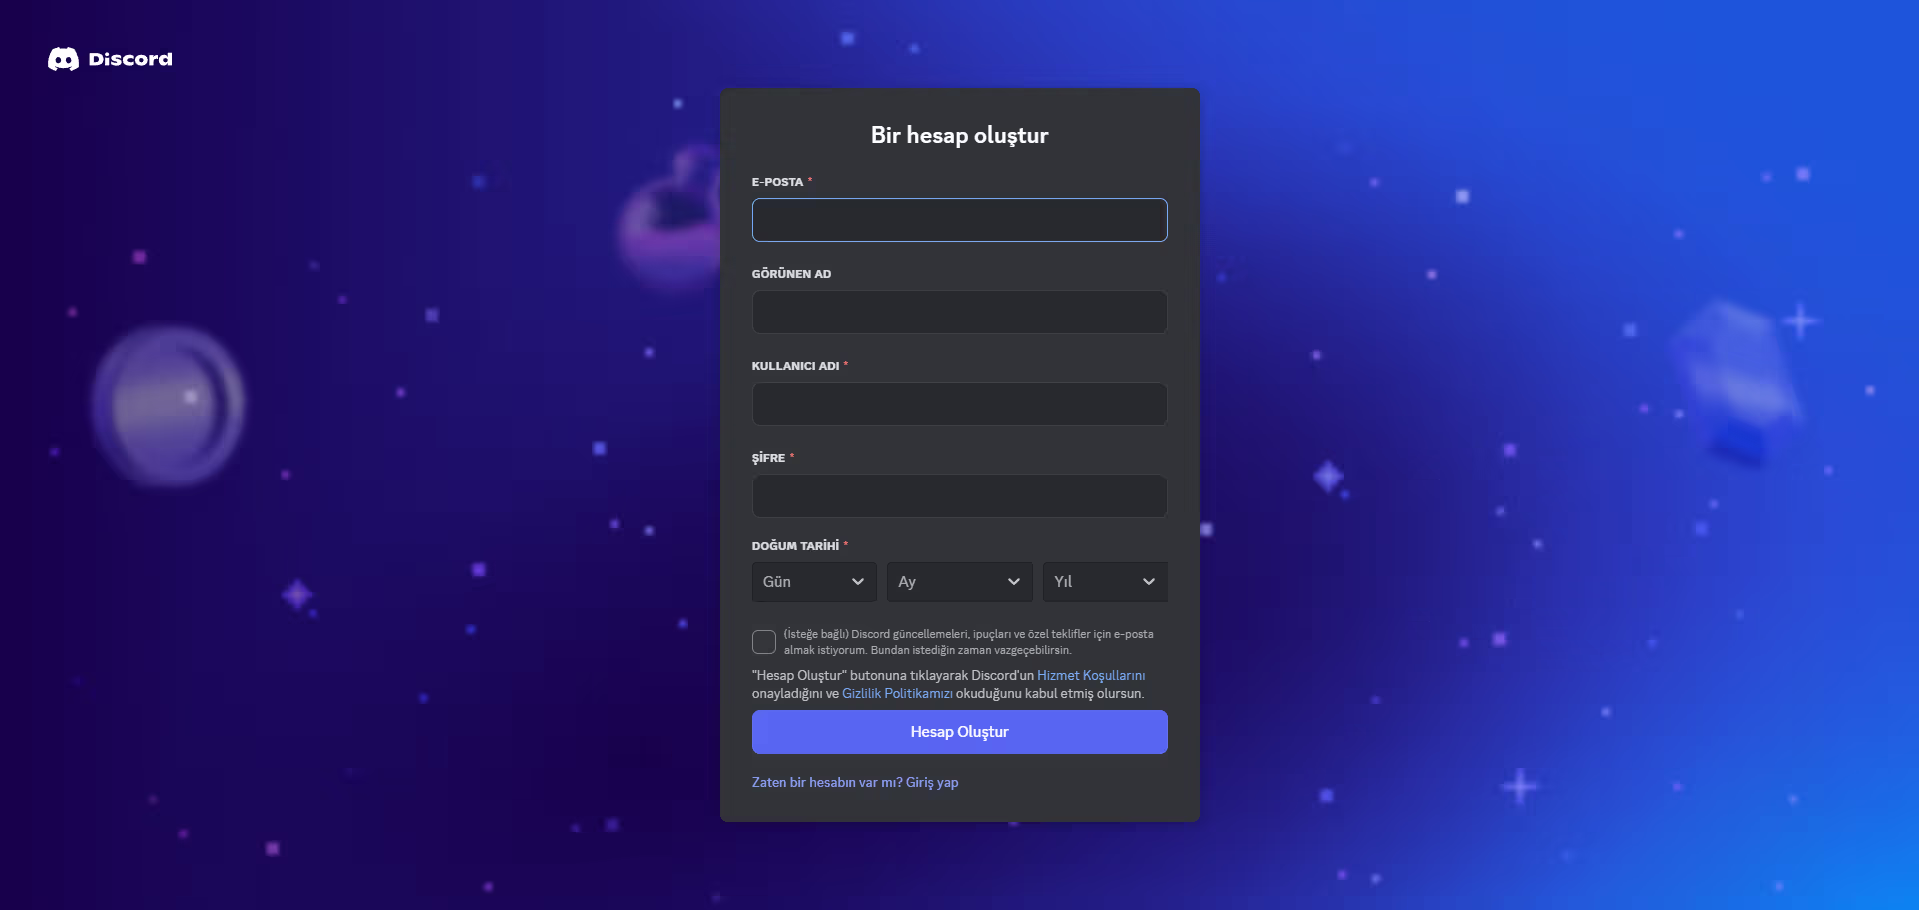 Discord
Bir hesap oluştur
E-POSTA *
GÖRÜNEN AD
KULLANICI ADI *
ŞİFRE *
DOĞUM TARİHİ *
Gün Ay Yıl
(İsteğe bağlı) Discord güncellemeleri, ipuçları ve özel teklifler için e-posta
almak istiyorum. Bundan istediğin zaman vazgeçebilirsin.
"Hesap Oluştur" butonuna tıklayarak Discord'un Hizmet Koşullarını
onayladığını ve Gizlilik Politikamızı okuduğunu kabul etmiş olursun.
Hesap Oluştur
Zaten bir hesabın var mı? Giriş yap